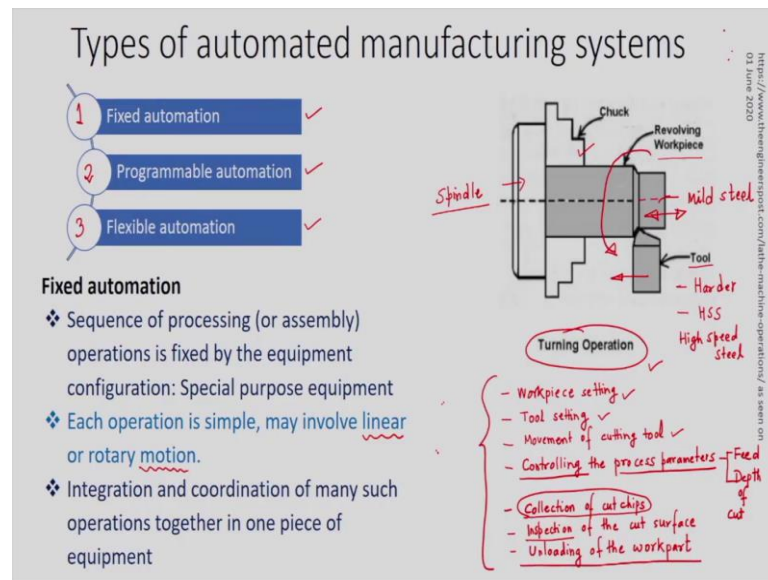 Types of automated manufacturing systems
1 Fixed automation
2 Programmable automation
3 Flexible automation
Fixed automation
❖ Sequence of processing (or assembly)
operations is fixed by the equipment
configuration: Special purpose equipment
❖ Each operation is simple, may involve linear
or rotary motion.
❖ Integration and coordination of many such
operations together in one piece of
equipment
Chuck
Revolving
Workpiece
Spindle
Mild steel
Tool
- Harder
- HSS
High speed
steel
Turning Operation
- Workpiece setting
- Tool setting
- Movement of cutting tool
- Controlling the process parameters - Feed
Depth
of
cut
- Collection of cut chips
- Inspection of the cut surface
- Unloading of the workpart
https://www.theengineerspost.com/lathe-machine-operations/ as seen on
01 June 2020